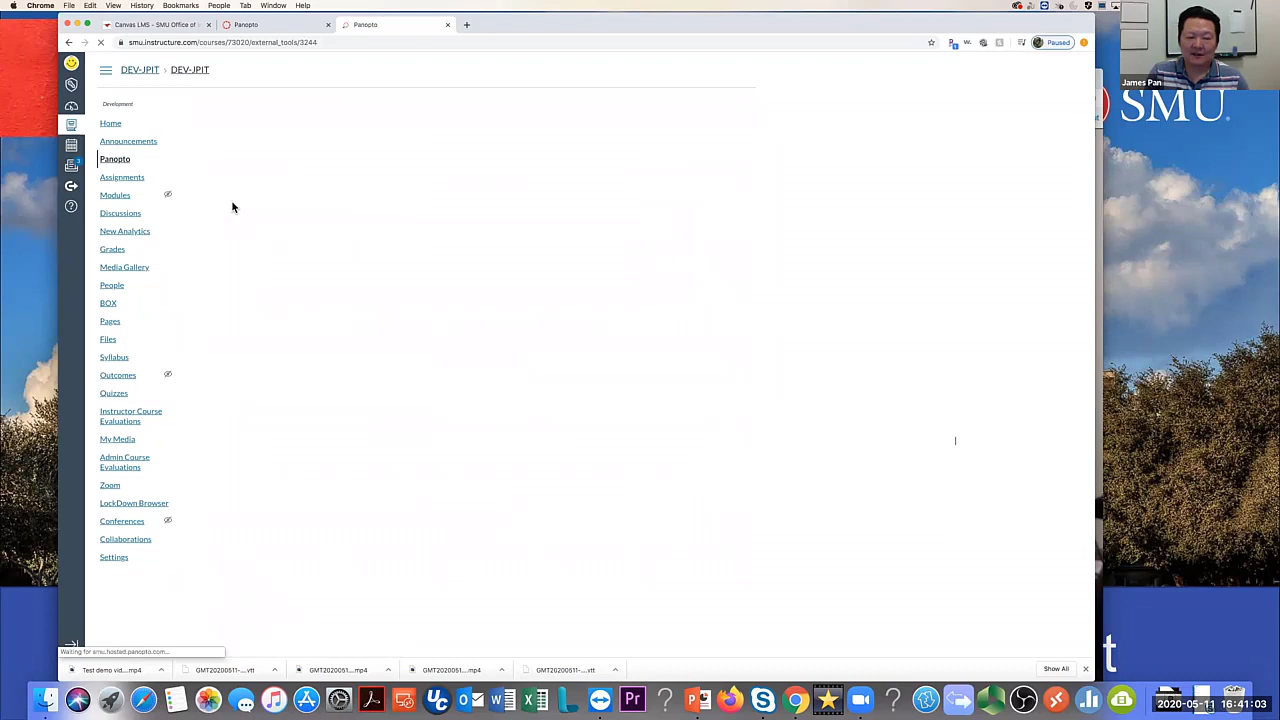 Chrome File Edit View History Bookmarks People Tab Window Help
Canvas LMS - SMU Office of
Panopto
Panopto
smu.instructure.com/courses/73020/external_tools/3244
Paused
James Pan
SMU
DEV-JPIT › DEV-JPIT
Development
Home
Announcements
Panopto
Assignments
Modules
Discussions
New Analytics
Grades
Media Gallery
People
BOX
Pages
Files
Syllabus
Outcomes
Quizzes
Instructor Course
Evaluations
My Media
Admin Course
Evaluations
Zoom
LockDown Browser
Conferences
Collaborations
Settings
Waiting for smu.hosted.panopto.com...
Test demo vid....mp4
GMT20200511-....vtt
GMT2020051....mp4
GMT2020051....mp4
GMT20200511-....vtt
Show All
2020-05-11 16:41:03